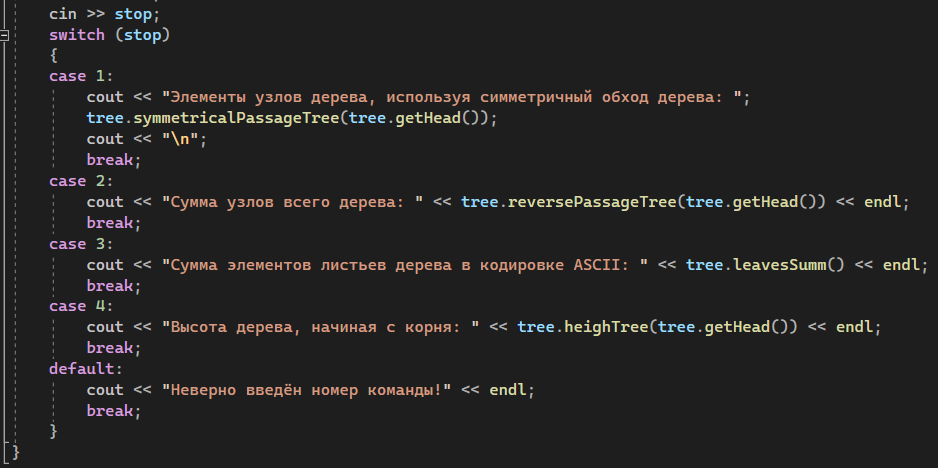 cin >> stop;
switch (stop)
{
case 1:
cout << "Элементы узлов дерева, используя симметричный обход дерева: ";
tree.symmetricalPassageTree(tree.getHead());
cout << "\n";
break;
case 2:
cout << "Сумма узлов всего дерева: " << tree.reversePassageTree(tree.getHead()) << endl;
break;
case 3:
cout << "Сумма элементов листьев дерева в кодировке ASCII: " << tree.leavesSumm() << endl;
break;
case 4:
cout << "Высота дерева, начиная с корня: " << tree.heighTree(tree.getHead()) << endl;
break;
default:
cout << "Неверно введён номер команды!" << endl;
break;
}
}